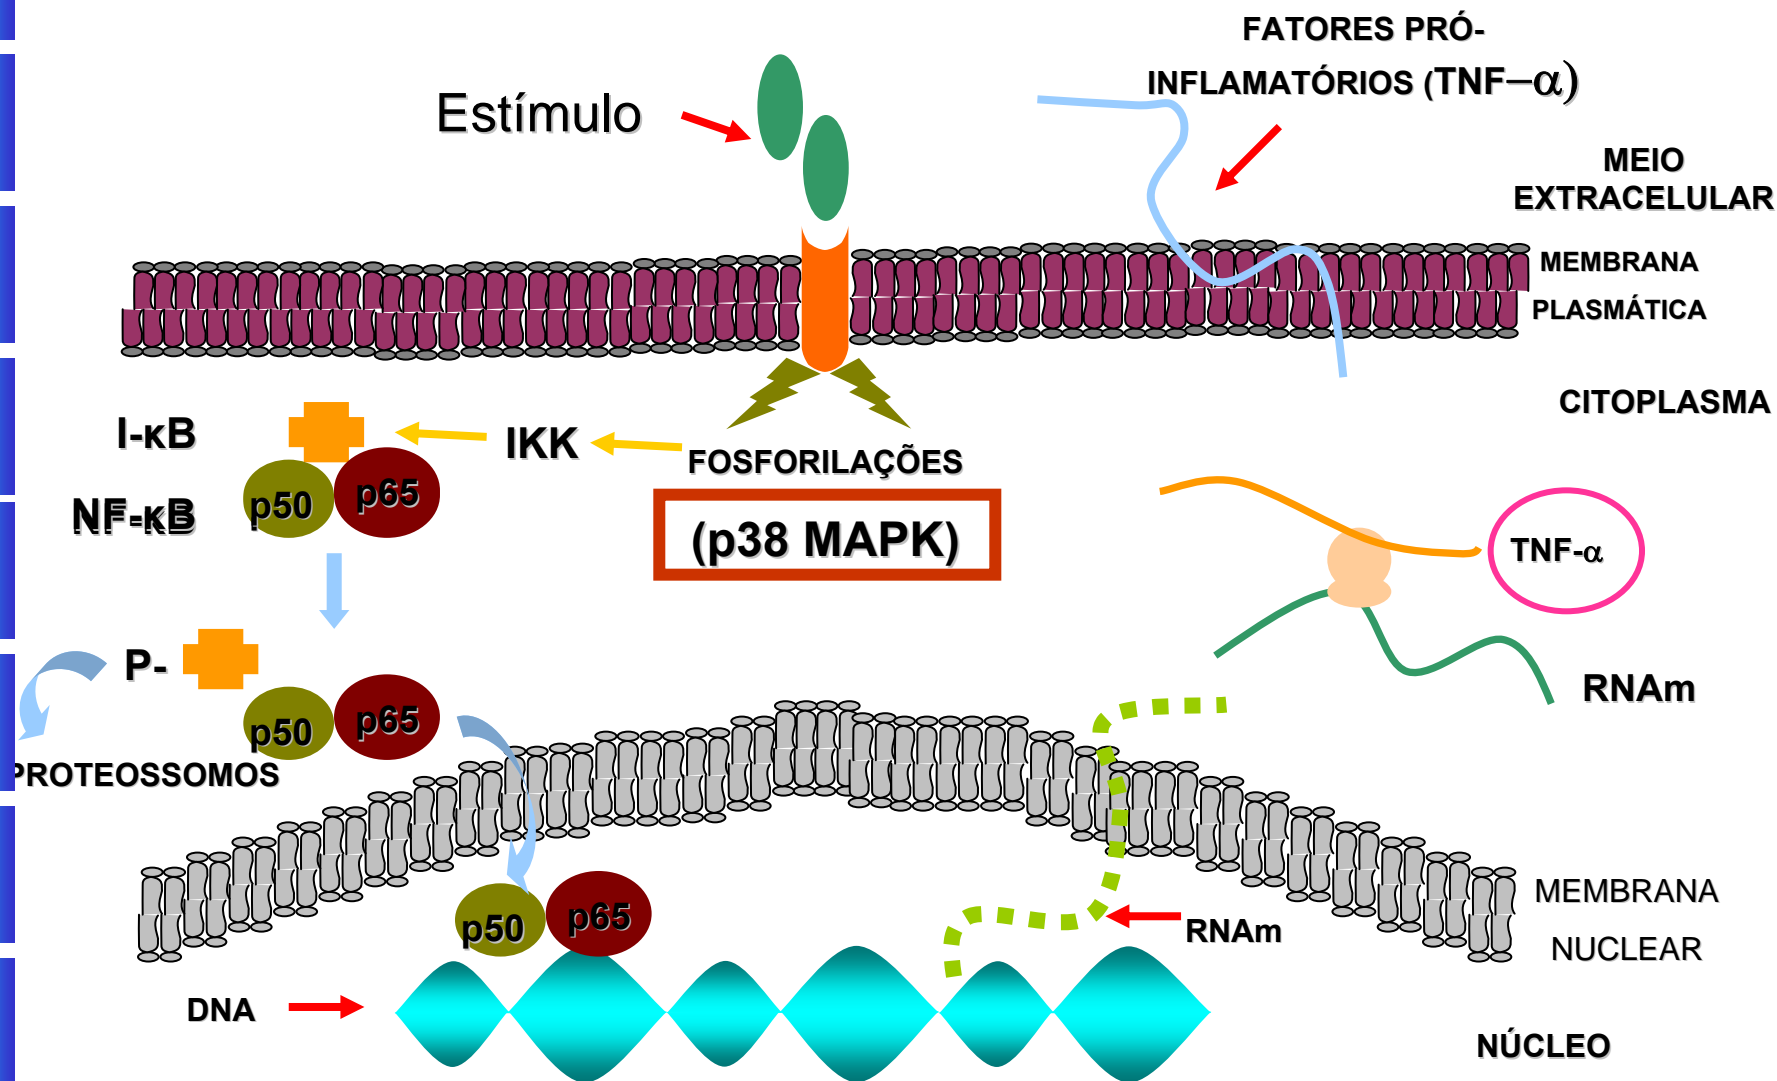 FATORES PRÓ-
INFLAMATÓRIOS (TNF–α)
Estímulo
MEIO
EXTRACELULAR
MEMBRANA
PLASMÁTICA
CITOPLASMA
I-κB
IKK
FOSFORILAÇÕES
(p38 MAPK)
p50
p65
NF-κB
TNF-α
P-
RNAm
p50
p65
PROTEOSSOMOS
MEMBRANA
NUCLEAR
p50
p65
RNAm
DNA
NÚCLEO